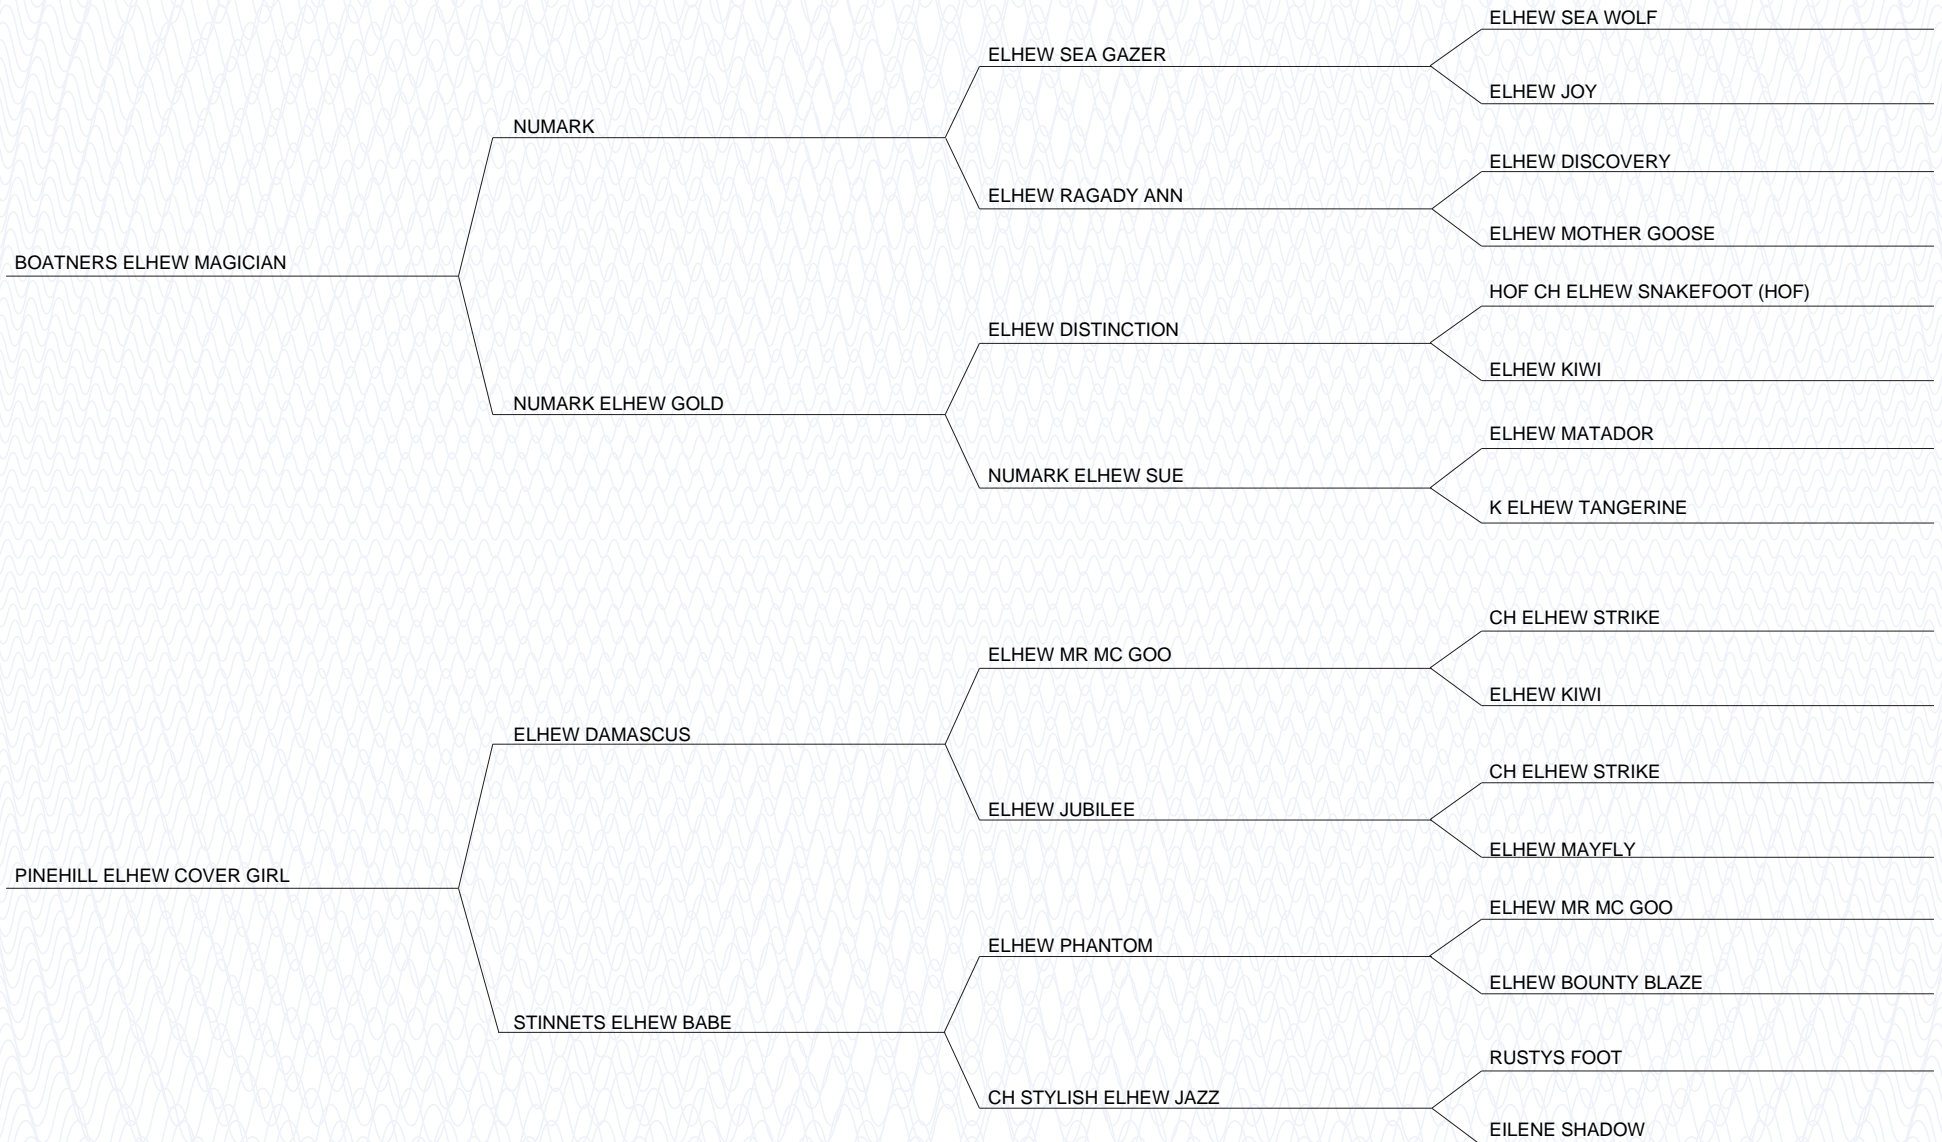 ELHEW SEA WOLF
ELHEW SEA GAZER
ELHEW JOY
NUMARK
ELHEW DISCOVERY
ELHEW RAGADY ANN
ELHEW MOTHER GOOSE
BOATNERS ELHEW MAGICIAN
HOF CH ELHEW SNAKEFOOT (HOF)
ELHEW DISTINCTION
ELHEW KIWI
NUMARK ELHEW GOLD
ELHEW MATADOR
NUMARK ELHEW SUE
K ELHEW TANGERINE
CH ELHEW STRIKE
ELHEW MR MC GOO
ELHEW KIWI
ELHEW DAMASCUS
CH ELHEW STRIKE
ELHEW JUBILEE
ELHEW MAYFLY
PINEHILL ELHEW COVER GIRL
ELHEW MR MC GOO
ELHEW PHANTOM
ELHEW BOUNTY BLAZE
STINNETS ELHEW BABE
RUSTYS FOOT
CH STYLISH ELHEW JAZZ
EILENE SHADOW